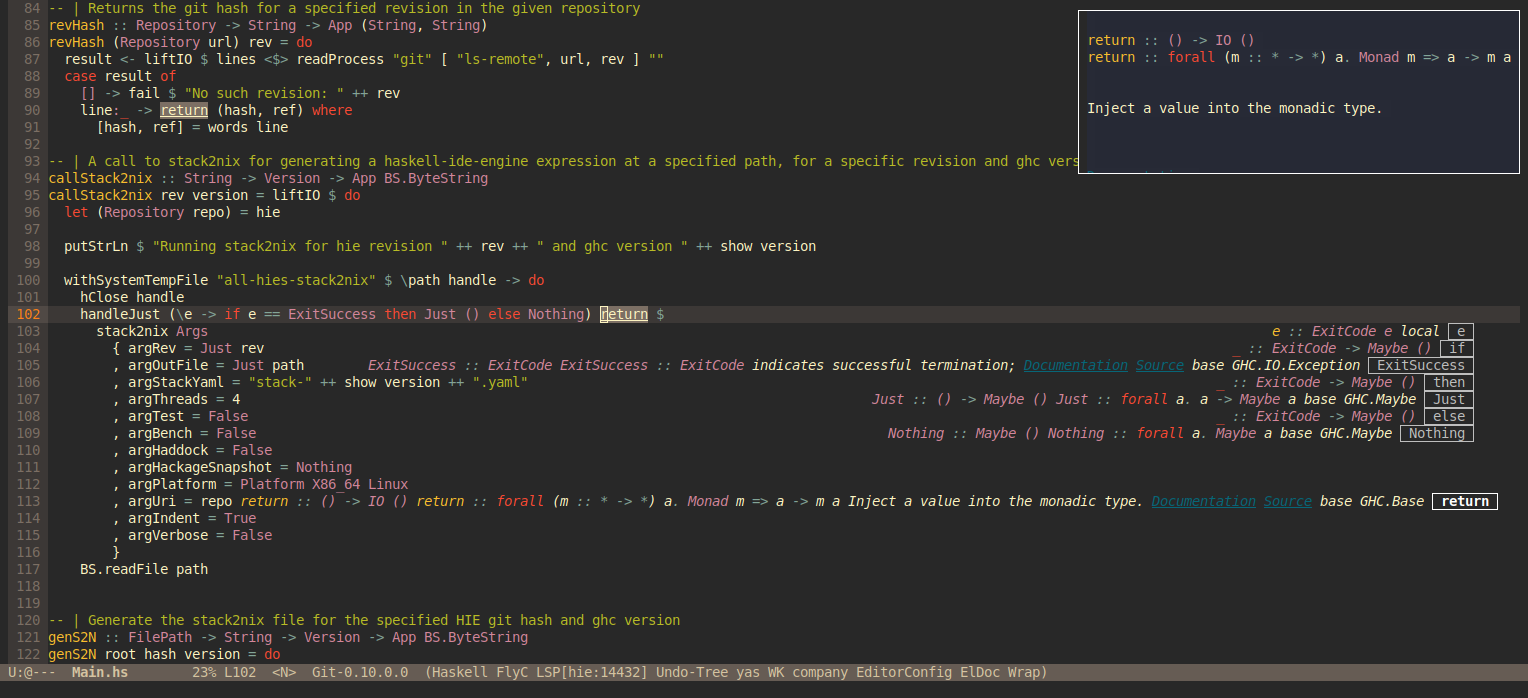 84 -- | Returns the git hash for a specified revision in the given repository
85 revHash :: Repository -> String -> App (String, String)
86 revHash (Repository url) rev = do
87   result <- liftIO $ lines <$> readProcess "git" [ "ls-remote", url, rev ] ""
88   case result of
89     [] -> fail $ "No such revision: " ++ rev
90     line:_ -> return (hash, ref) where
91       [hash, ref] = words line
92
93 -- | A call to stack2nix for generating a haskell-ide-engine expression at a specified path, for a specific revision and ghc vers
94 callStack2nix :: String -> Version -> App BS.ByteString
95 callStack2nix rev version = liftIO $ do
96   let (Repository repo) = hie
97
98   putStrLn $ "Running stack2nix for hie revision " ++ rev ++ " and ghc version " ++ show version
99
100   withSystemTempFile "all-hies-stack2nix" $ \path handle -> do
101     hClose handle
102     handleJust (\e -> if e == ExitSuccess then Just () else Nothing) return $
103       stack2nix Args e :: ExitCode e local e
104         { argRev = Just rev _ :: ExitCode -> Maybe () if
105         , argOutFile = Just path ExitSuccess :: ExitCode ExitSuccess :: ExitCode indicates successful termination; Documentation Source base GHC.IO.Exception ExitSuccess
106         , argStackYaml = "stack-" ++ show version ++ ".yaml" _ :: ExitCode -> Maybe () then
107         , argThreads = 4 Just :: () -> Maybe () Just :: forall a. a -> Maybe a base GHC.Maybe Just
108         , argTest = False _ :: ExitCode -> Maybe () else
109         , argBench = False Nothing :: Maybe () Nothing :: forall a. Maybe a base GHC.Maybe Nothing
110         , argHaddock = False
111         , argHackageSnapshot = Nothing
112         , argPlatform = Platform X86_64 Linux
113         , argUri = repo return :: () -> IO () return :: forall (m :: * -> *) a. Monad m => a -> m a Inject a value into the monadic type. Documentation Source base GHC.Base return
114         , argIndent = True
115         , argVerbose = False
116         }
117     BS.readFile path
118
119
120 -- | Generate the stack2nix file for the specified HIE git hash and ghc version
121 genS2N :: FilePath -> String -> Version -> App BS.ByteString
122 genS2N root hash version = do
return :: () -> IO ()
return :: forall (m :: * -> *) a. Monad m => a -> m a
Inject a value into the monadic type.
U:@--- Main.hs 23% L102 <N> Git-0.10.0.0 (Haskell FlyC LSP[hie:14432] Undo-Tree yas WK company EditorConfig ElDoc Wrap)